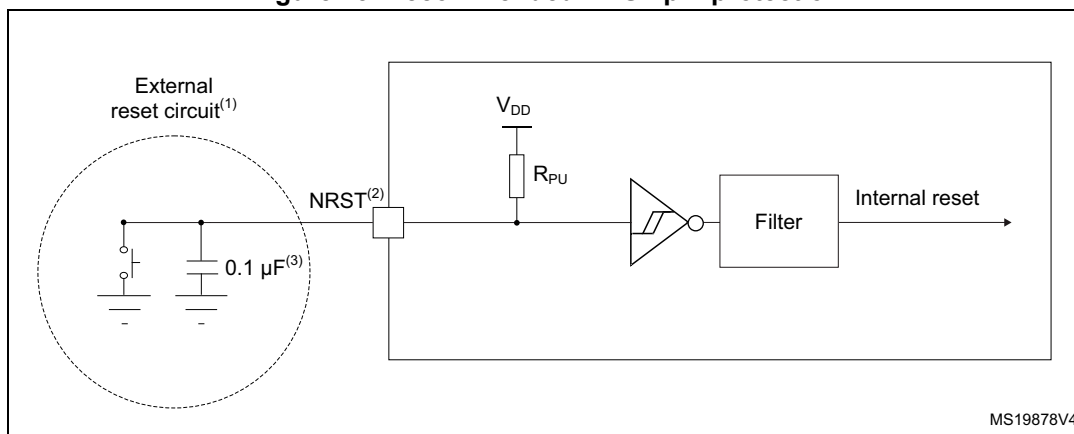 External
reset circuit(1)
VDD
RPU
NRST(2)
0.1 µF(3)
Filter
Internal reset
MS19878V4